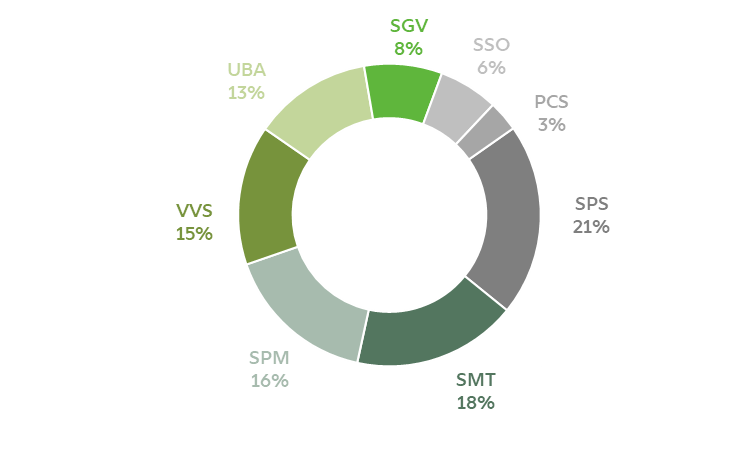 SGV
8%
SSO
6%
UBA
13%
PCS
3%
SPS
21%
VVS
15%
SPM
16%
SMT
18%